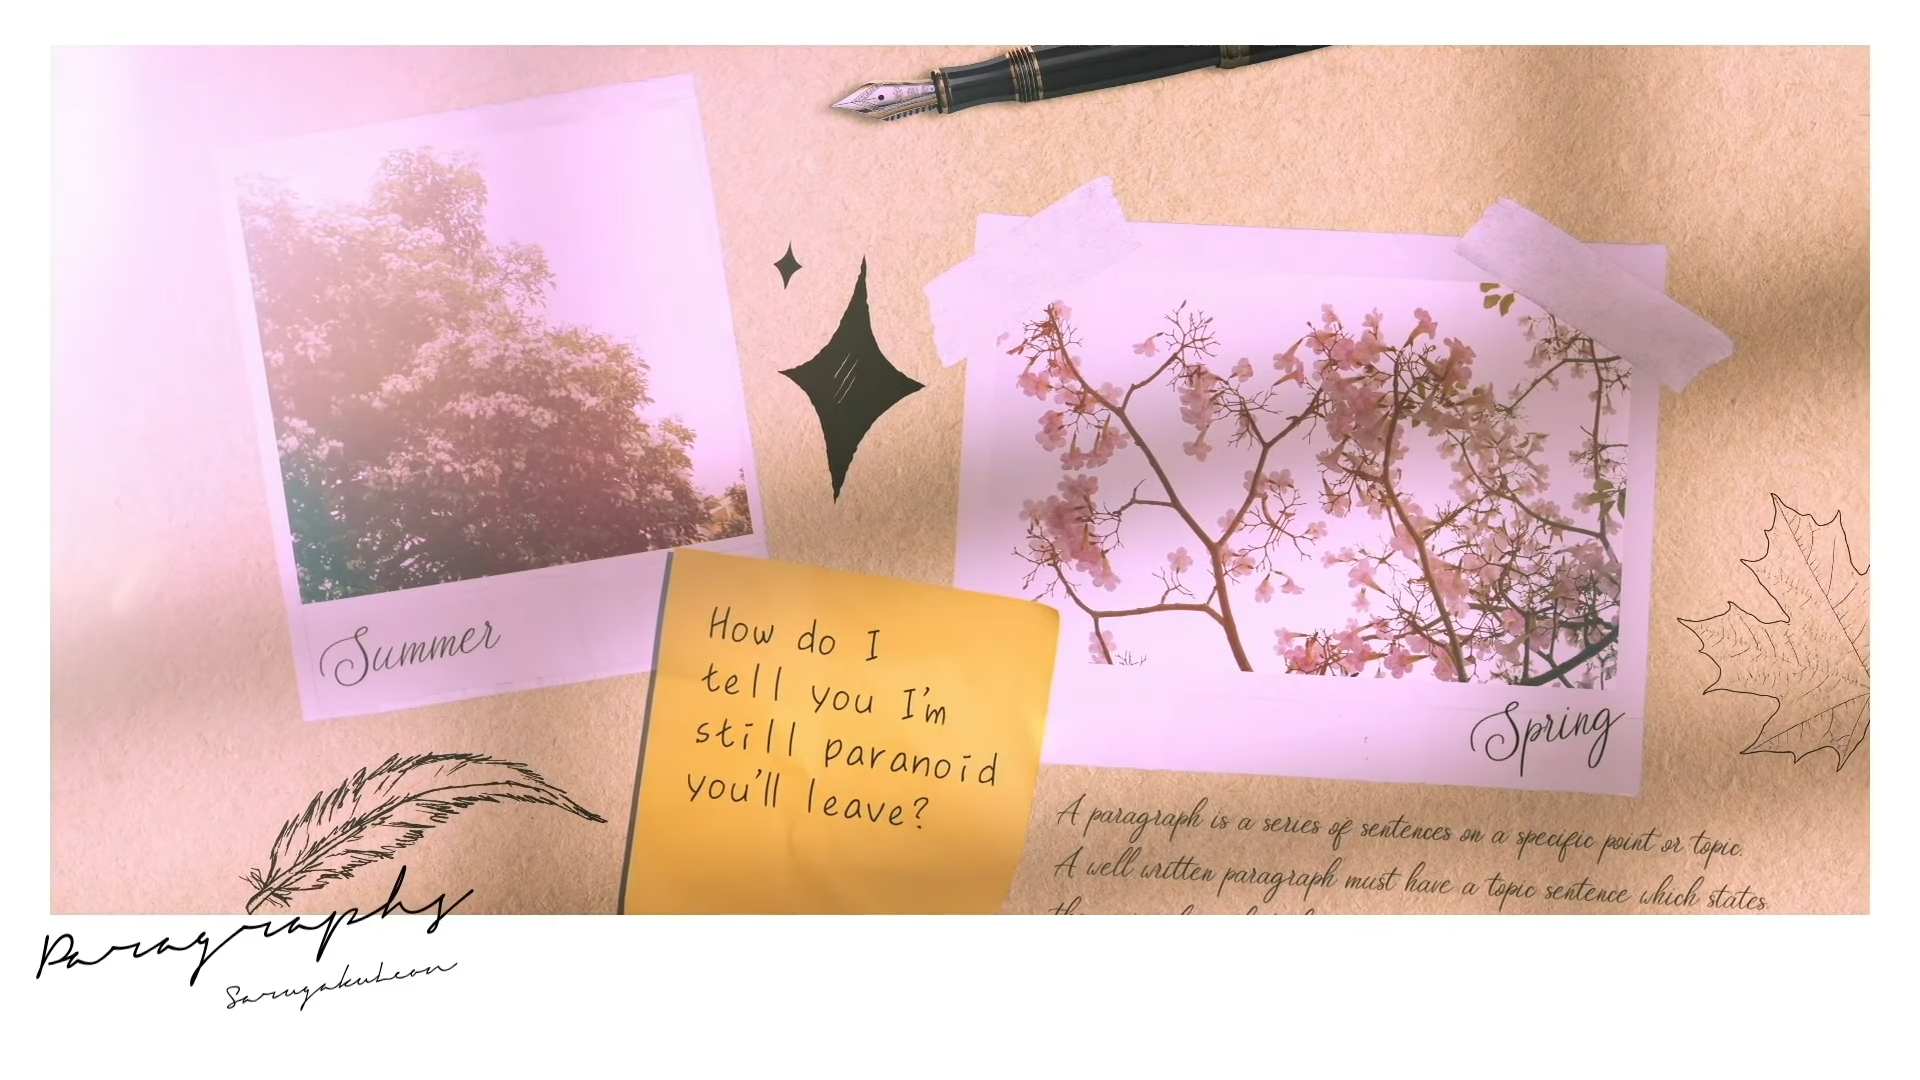 Summer
How do I
tell you I'm
still paranoid
you'll leave?
Spring
A paragraph is a series of sentences on a specific point or topic.
A well written paragraph must have a topic sentence which states
Paragraphs
SarugakuLeon